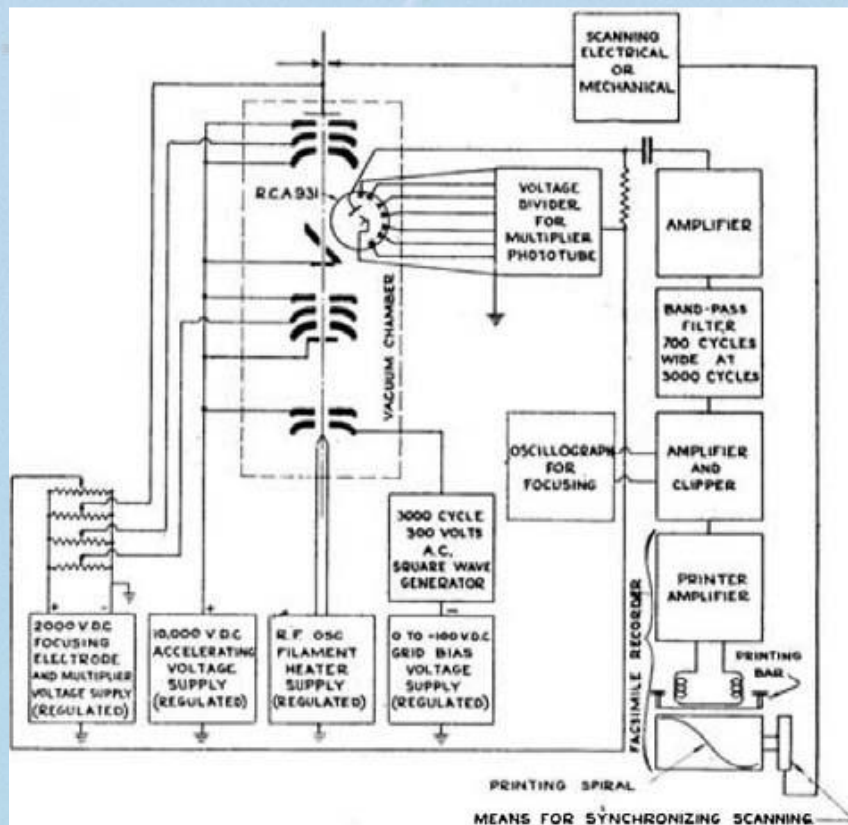 SCANNING
ELECTRICAL
OR
MECHANICAL
R.C.A 931
VOLTAGE
DIVIDER
FOR
MULTIPLIER
PHOTOTUBE
AMPLIFIER
VACUUM CHAMBER
BAND-PASS
FILTER
700 CYCLES
WIDE AT
3000 CYCLES
OSCILLOGRAPH
FOR
FOCUSING
AMPLIFIER
AND
CLIPPER
3000 CYCLE
300 VOLTS
A.C.
SQUARE WAVE
GENERATOR
PRINTER
AMPLIFIER
FACSIMILE RECORDER
PRINTING
BAR
+ -
2000 V.D.C
FOCUSING
ELECTRODE
AND MULTIPLIER
VOLTAGE SUPPLY
(REGULATED)
+
10,000 V.D.C
ACCELERATING
VOLTAGE
SUPPLY
(REGULATED)
R.F. OSC
FILAMENT
HEATER
SUPPLY
(REGULATED)
-
0 TO -100 V.D.C
GRID BIAS
VOLTAGE
SUPPLY
(REGULATED)
PRINTING SPIRAL
MEANS FOR SYNCHRONIZING SCANNING